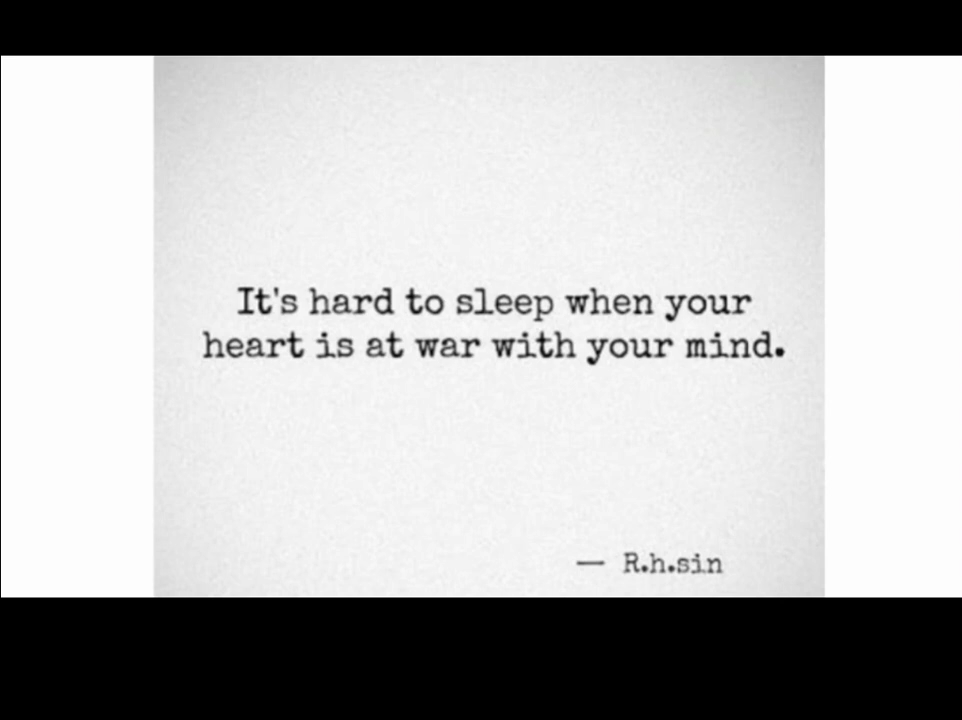 It's hard to sleep when your
heart is at war with your mind.
— R.h.sin